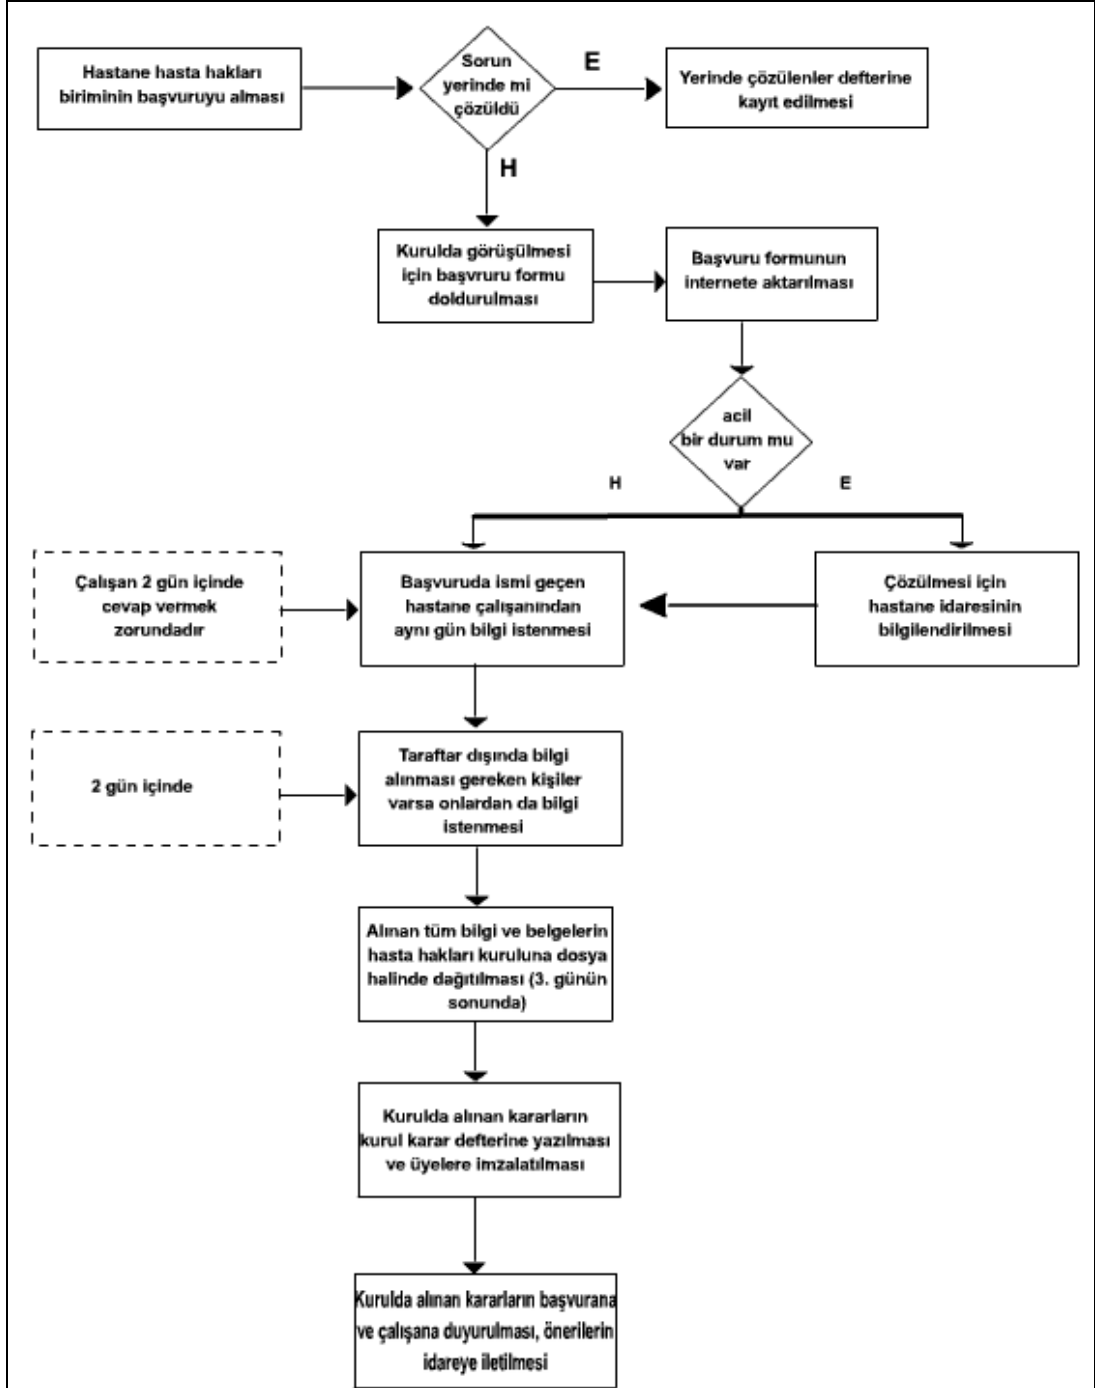 Hastane hasta hakları
biriminin başvuruyu alması
Sorun
yerinde mi
çözüldü
E
Yerinde çözülenler defterine
kayıt edilmesi
H
Kurulda görüşülmesi
için başvruru formu
doldurulması
Başvuru formunun
internete aktarılması
acil
bir durum mu
var
H
E
Çalışan 2 gün içinde
cevap vermek
zorundadır
Başvuruda ismi geçen
hastane çalışanından
aynı gün bilgi istenmesi
Çözülmesi için
hastane idaresinin
bilgilendirilmesi
2 gün içinde
Taraftar dışında bilgi
alınması gereken kişiler
varsa onlardan da bilgi
istenmesi
Alınan tüm bilgi ve belgelerin
hasta hakları kuruluna dosya
halinde dağıtılması (3. günün
sonunda)
Kurulda alınan kararların
kurul karar defterine yazılması
ve üyelere imzalatılması
Kurulda alınan kararların başvurana
ve çalışana duyurulması, önerilerin
idareye iletilmesi